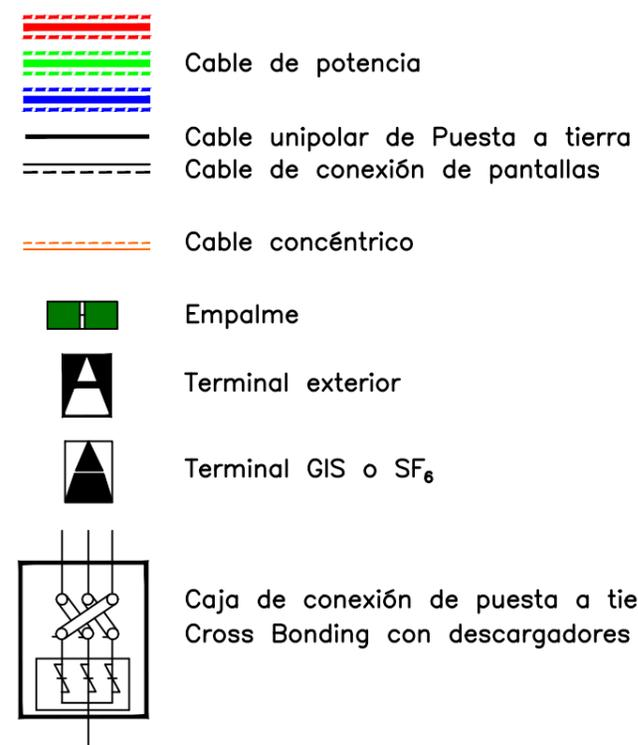 Cable de potencia
Cable unipolar de Puesta a tierra
Cable de conexión de pantallas
Cable concéntrico
Empalme
Terminal exterior
Terminal GIS o SF₆
Caja de conexión de puesta a tie
Cross Bonding con descargadores